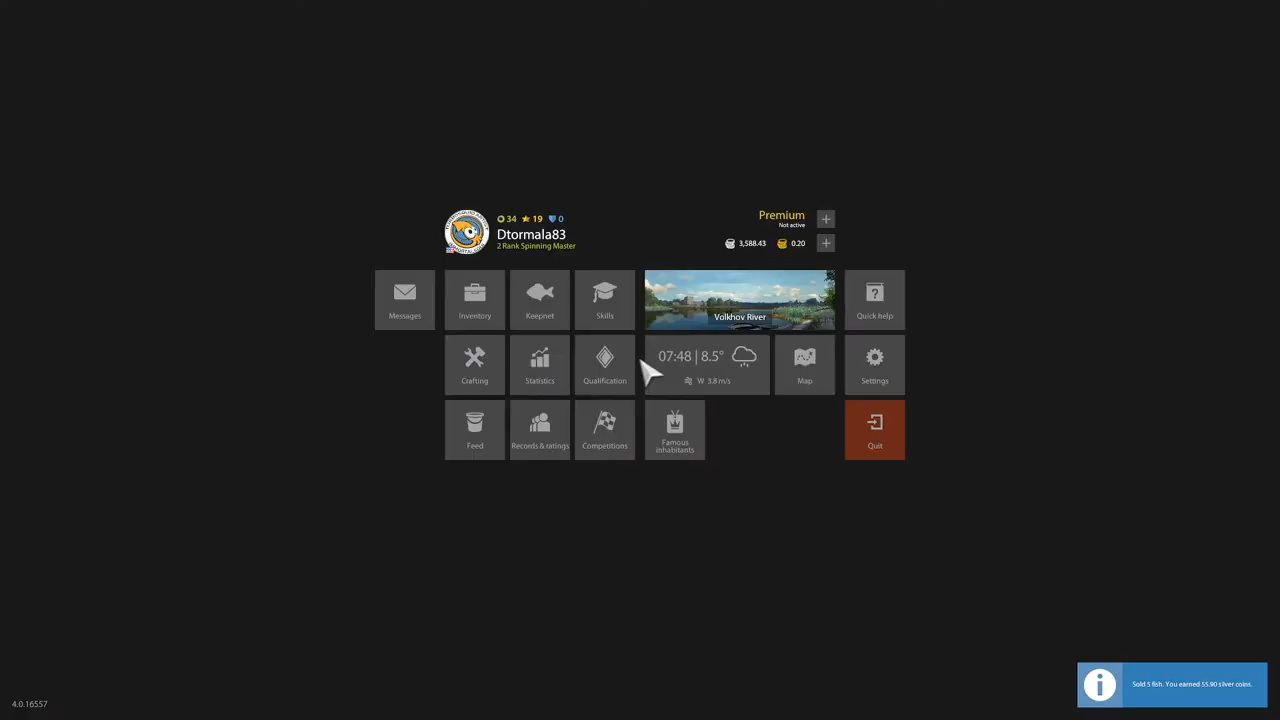 34 19 0
Dtormala83
2 Rank Spinning Master
Premium
Not active
3,588.43 0.20
Messages
Inventory
Keepnet
Skills
Volkhov River
Quick help
Crafting
Statistics
Qualification
07:48 | 8.5°
W 3.8 m/s
Map
Settings
Feed
Records & ratings
Competitions
Famous
inhabitants
Quit
Sold 5 fish. You earned 55.90 silver coins.
4.0.16557